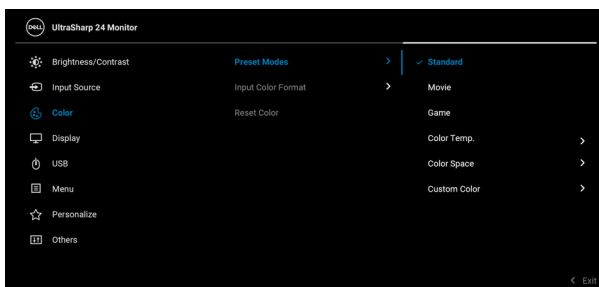 DELL UltraSharp 24 Monitor
Brightness/Contrast
Input Source
Color
Display
USB
Menu
Personalize
Others
Preset Modes
Input Color Format
Reset Color
Standard
Movie
Game
Color Temp.
Color Space
Custom Color
Exit